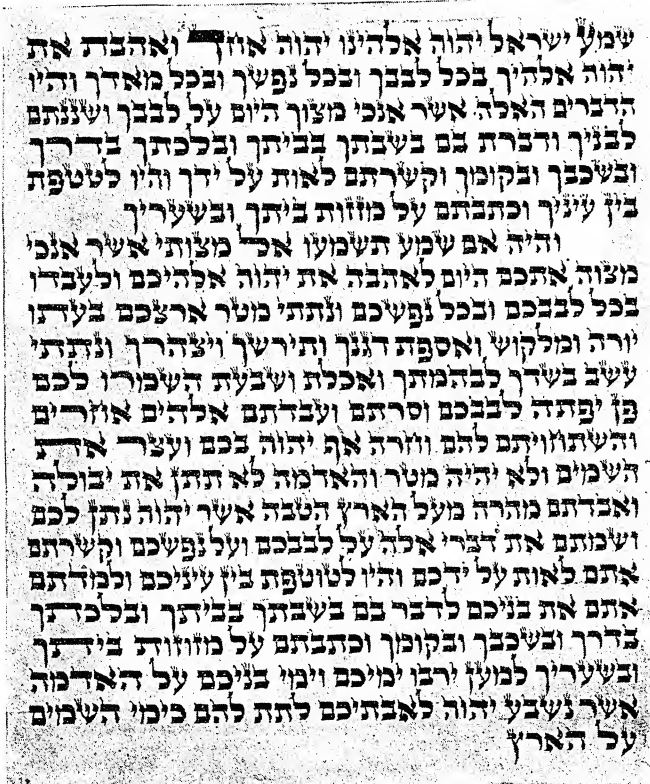 שמע ישראל יהוה אלהינו יהוה אחד ואהבת את
יהוה אלהיך בכל לבבך ובכל נפשך ובכל מאדך והיו
הדברים האלה אשר אנכי מצוך היום על לבבך ושננתם
לבניך ודברת בם בשבתך בביתך ובלכתך בדרך
ובשכבך ובקומך וקשרתם לאות על ידך והיו לטטפת
בין עיניך וכתבתם על מזזות ביתך ובשעריך
והיה אם שמע תשמעו אל מצותי אשר אנכי
מצוה אתכם היום לאהבה את יהוה אלהיכם ולעבדו
בכל לבבכם ובכל נפשכם ונתתי מטר ארצכם בעתו
יורה ומלקוש ואספת דגנך ותירשך ויצהרך ונתתי
עשב בשדך לבהמתך ואכלת ושבעת השמרו לכם
פן יפתה לבבכם וסרתם ועבדתם אלהים אחרים
והשתחויתם להם וחרה אף יהוה בכם ועצר את
השמים ולא יהיה מטר והאדמה לא תתן את יבולה
ואבדתם מהרה מעל הארץ הטבה אשר יהוה נתן לכם
ושמתם את דברי אלה על לבבכם ועל נפשכם וקשרתם
אתם לאות על ידכם והיו לטוטפת בין עיניכם ולמדתם
אתם את בניכם לדבר בם בשבתך בביתך ובלכתך
בדרך ובשכבך ובקומך וכתבתם על מזוזות ביתך
ובשעריך למען ירבו ימיכם וימי בניכם על האדמה
אשר נשבע יהוה לאבתיכם לתת להם כימי השמים
על הארץ